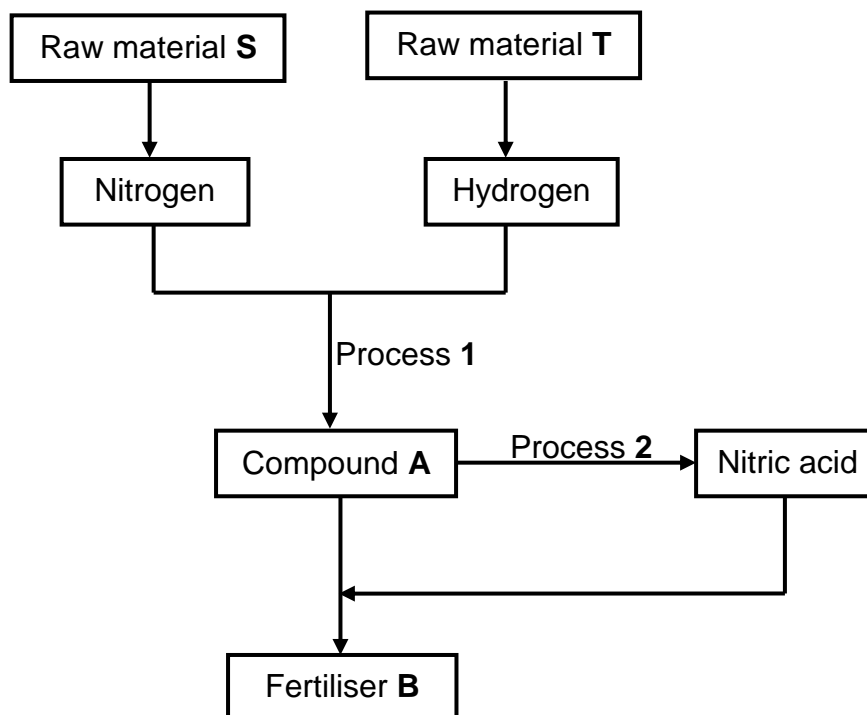 Raw material S
Raw material T
Nitrogen
Hydrogen
Process 1
Compound A
Process 2
Nitric acid
Fertiliser B